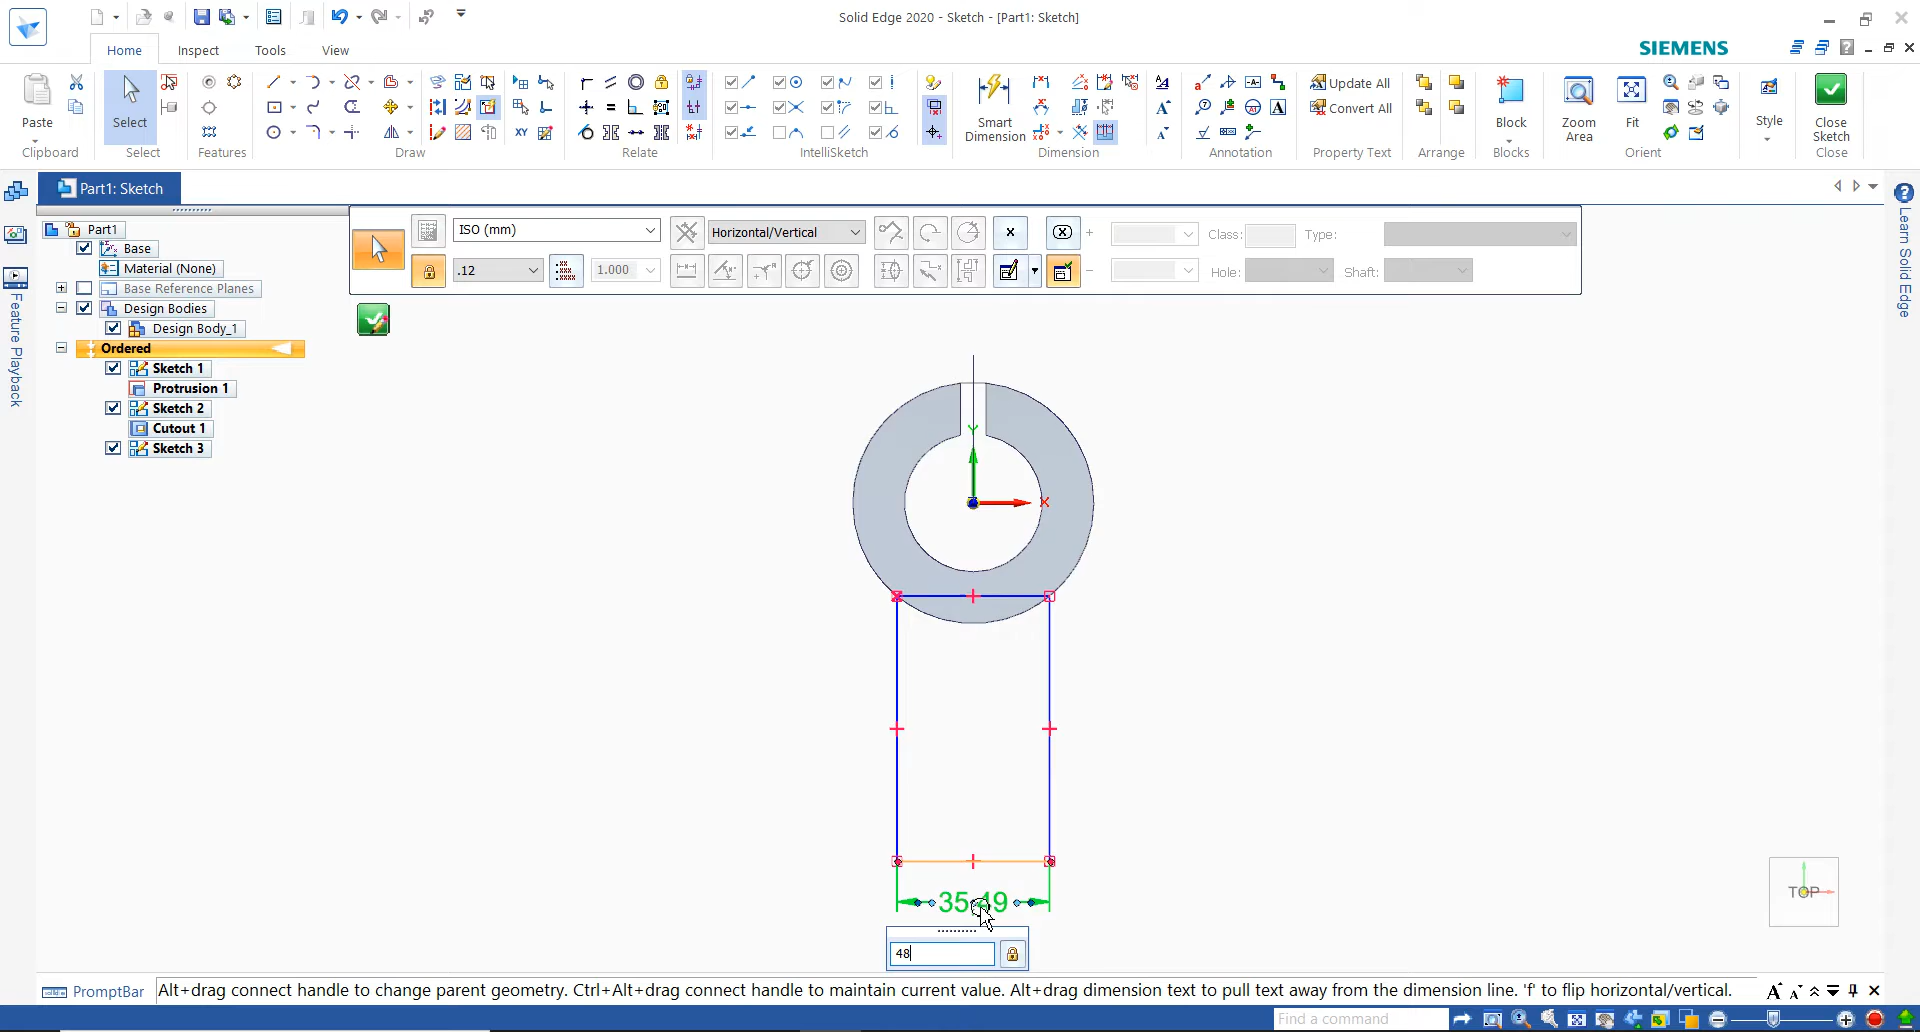 Solid Edge 2020 - Sketch - [Part1: Sketch]
Home
Inspect
Tools
View
SIEMENS
Paste
Clipboard
Select
Select
Features
Draw
Relate
IntelliSketch
Smart
Dimension
Dimension
Annotation
Update All
Convert All
Property Text
Arrange
Block
Blocks
Zoom
Area
Fit
Orient
Style
Close
Sketch
Close
Part1: Sketch
Feature Playback
Learn Solid Edge
Part1
Base
Material (None)
Base Reference Planes
Design Bodies
Design Body_1
Ordered
Sketch 1
Protrusion 1
Sketch 2
Cutout 1
Sketch 3
ISO (mm)
Horizontal/Vertical
Class:
Type:
.12
1.000
Hole:
Shaft:
Y
X
35,49
48
TOP
PromptBar
Alt+drag connect handle to change parent geometry. Ctrl+Alt+drag connect handle to maintain current value. Alt+drag dimension text to pull text away from the dimension line. 'f' to flip horizontal/vertical.
Find a command